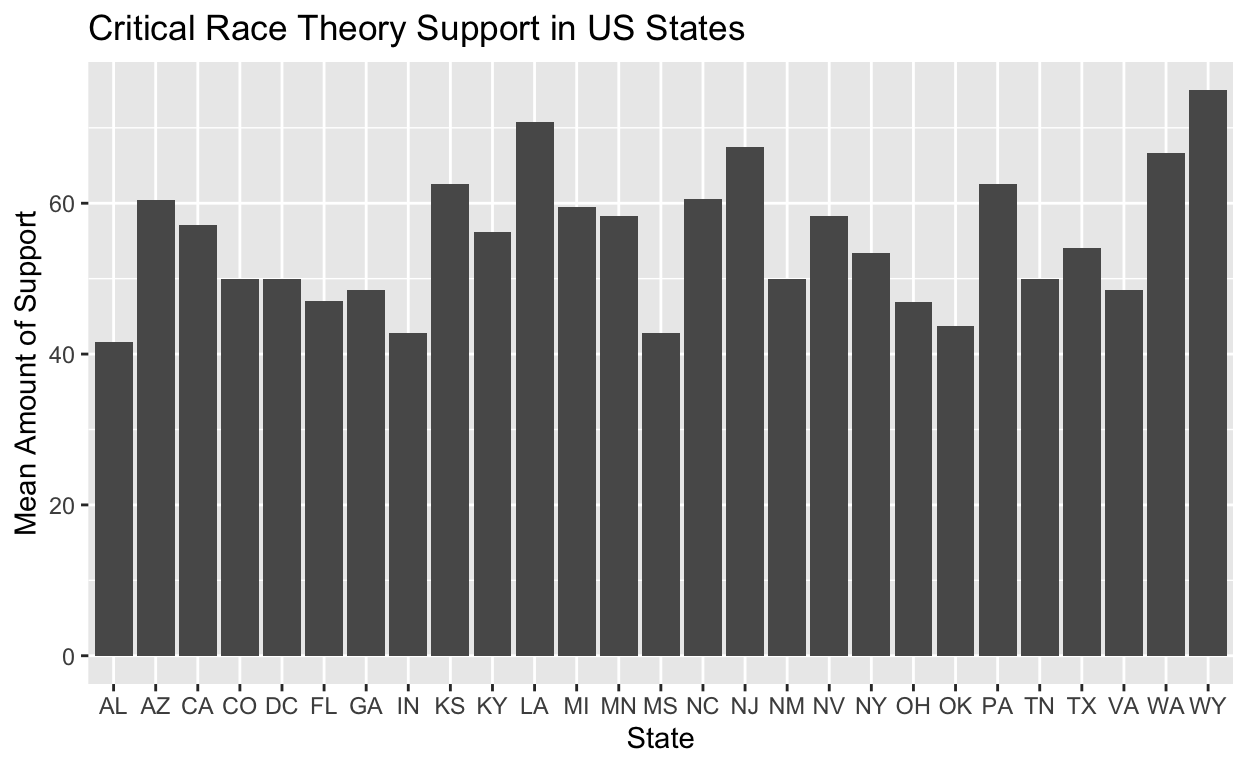 Critical Race Theory Support in US States
Mean Amount of Support
60
40
20
0
AL AZ CA CO DC FL GA IN KS KY LA MI MN MS NC NJ NM NV NY OH OK PA TN TX VA WA WY
State